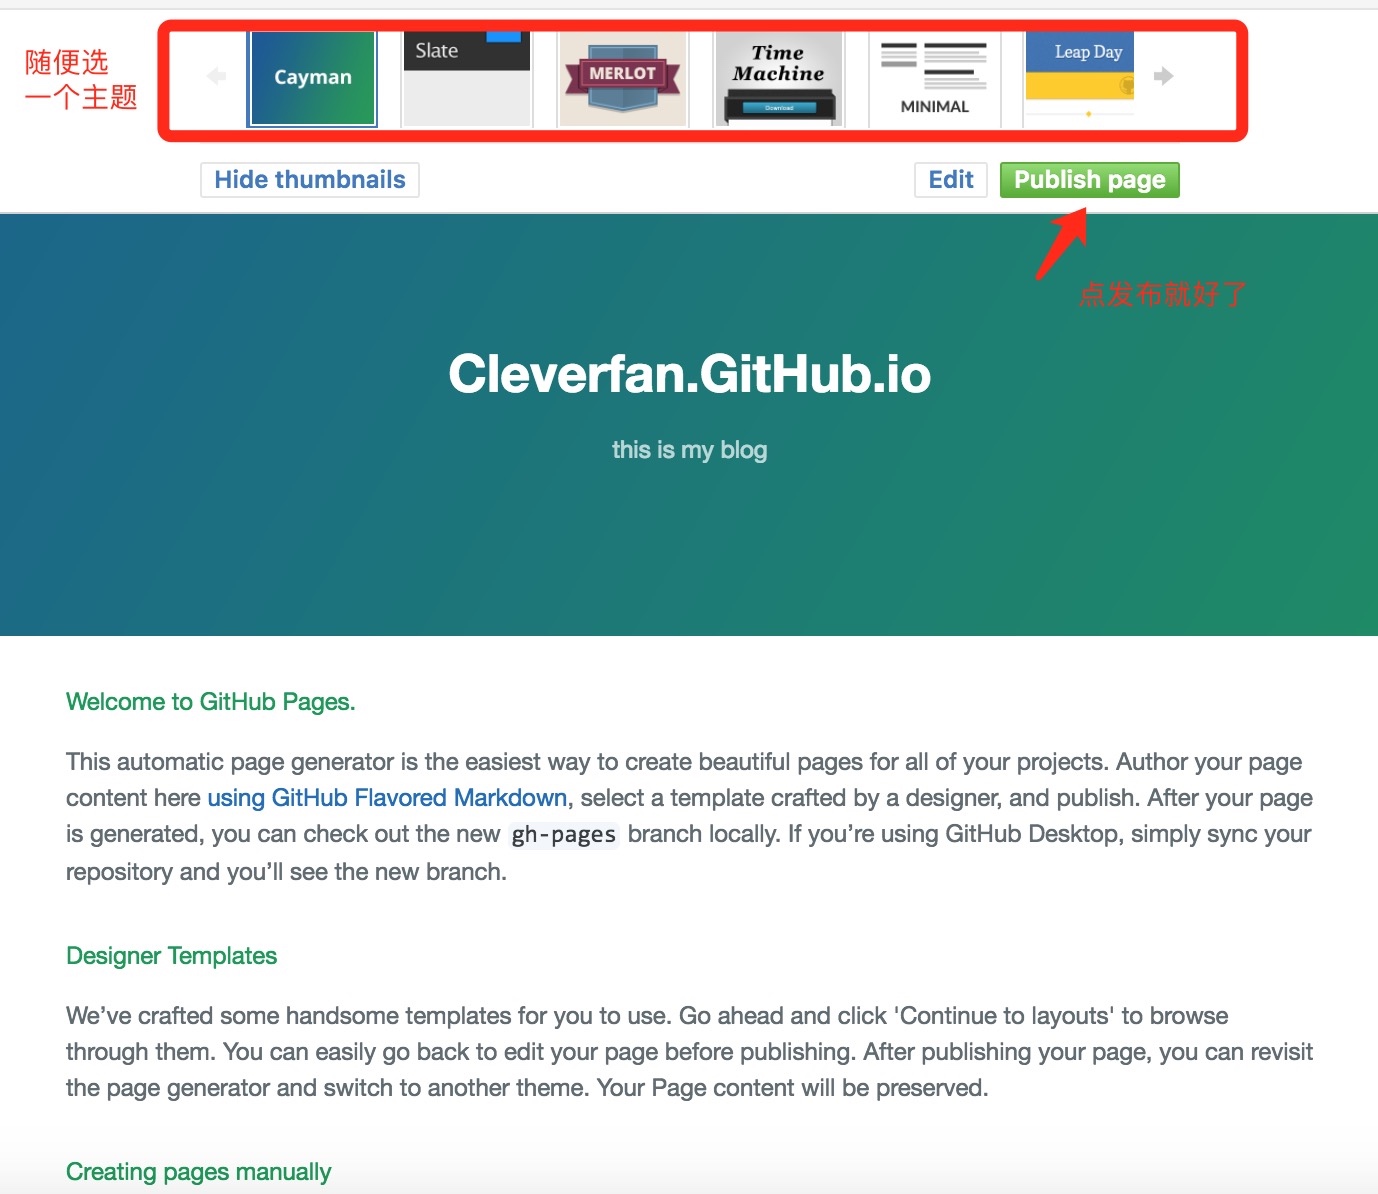 随便选
一个主题
Cayman
Slate
MERLOT
Time
Machine
Download
MINIMAL
Leap Day
Hide thumbnails
Edit
Publish page
点发布就好了
Cleverfan.GitHub.io
this is my blog
Welcome to GitHub Pages.
This automatic page generator is the easiest way to create beautiful pages for all of your projects. Author your page
content here using GitHub Flavored Markdown, select a template crafted by a designer, and publish. After your page
is generated, you can check out the new gh-pages branch locally. If you’re using GitHub Desktop, simply sync your
repository and you’ll see the new branch.
Designer Templates
We’ve crafted some handsome templates for you to use. Go ahead and click 'Continue to layouts' to browse
through them. You can easily go back to edit your page before publishing. After publishing your page, you can revisit
the page generator and switch to another theme. Your Page content will be preserved.
Creating pages manually